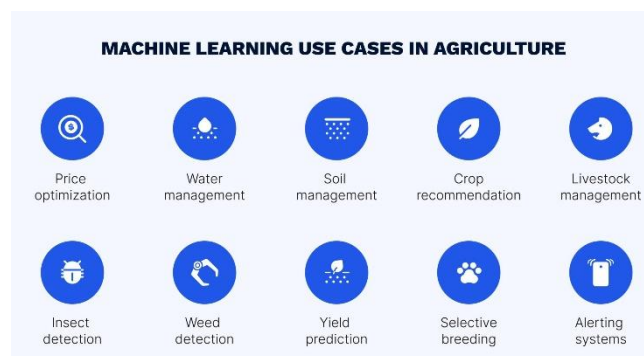 MACHINE LEARNING USE CASES IN AGRICULTURE
Price
optimization
Water
management
Soil
management
Crop
recommendation
Livestock
management
Insect
detection
Weed
detection
Yield
prediction
Selective
breeding
Alerting
systems